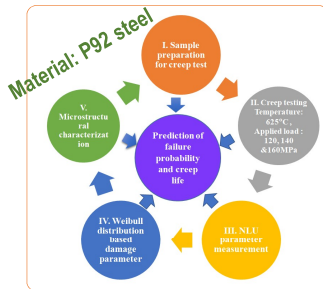 Material: P92 steel
I. Sample
preparation
for creep test
II. Creep testing
Temperature:
625°C ,
Applied load :
120, 140
&160MPa
III. NLU
parameter
measurement
IV. Weibull
distribution
based
damage
parameter
V.
Microstructu
ral
characterizat
ion
Prediction of
failure
probability
and creep
life